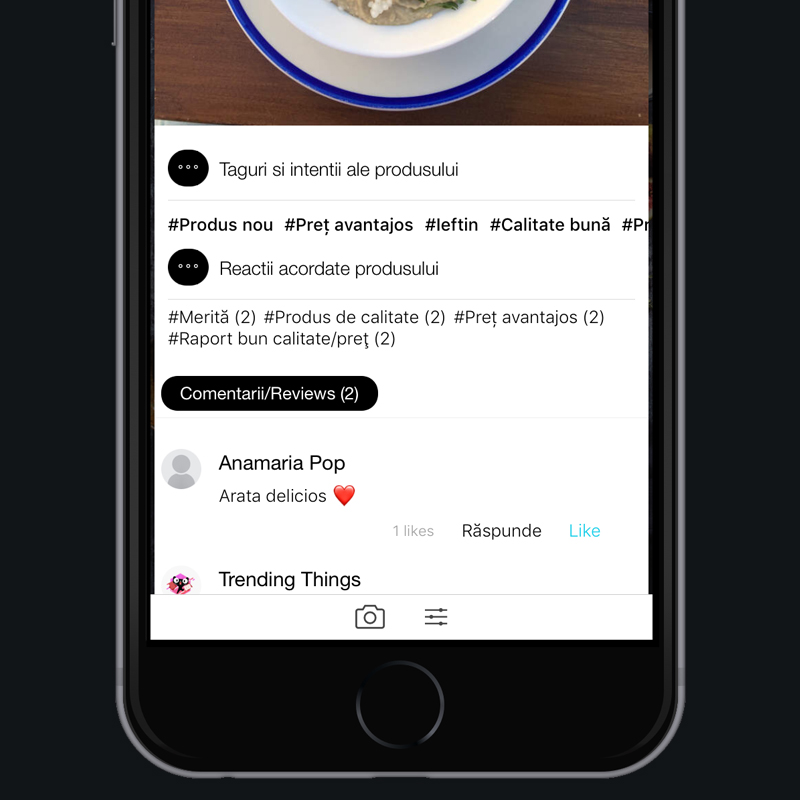 Taguri si intentii ale produsului
#Produs nou #Preț avantajos #Ieftin #Calitate bună #Pr
Reactii acordate produsului
#Merită (2) #Produs de calitate (2) #Preț avantajos (2)
#Raport bun calitate/preţ (2)
Comentarii/Reviews (2)
Anamaria Pop
Arata delicios ❤️
1 likes Răspunde Like
Trending Things